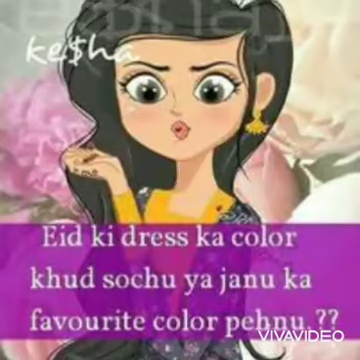 ke$ha
Eid ki dress ka color
khud sochu ya janu ka
favourite color pehnu ??
VIVAVIDEO